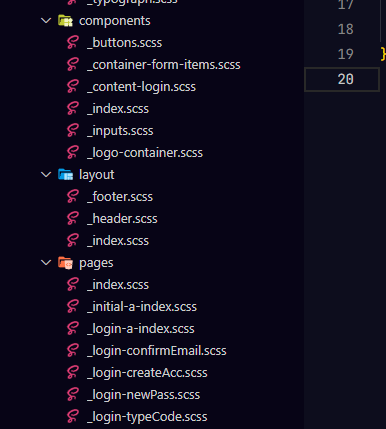 _typograph.scss
components
_buttons.scss
_container-form-items.scss
_content-login.scss
_index.scss
_inputs.scss
_logo-container.scss
layout
_footer.scss
_header.scss
_index.scss
pages
_index.scss
_initial-a-index.scss
_login-a-index.scss
_login-confirmEmail.scss
_login-createAcc.scss
_login-newPass.scss
_login-typeCode.scss
17
18
19 }
20